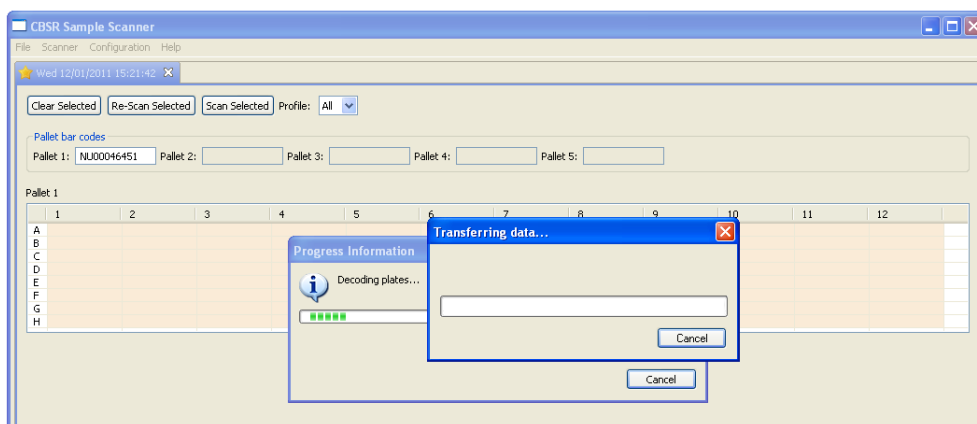 CBSR Sample Scanner
File Scanner Configuration Help
Wed 12/01/2011 15:21:42
Clear Selected Re-Scan Selected Scan Selected Profile: All
Pallet bar codes
Pallet 1: NU00046451 Pallet 2: Pallet 3: Pallet 4: Pallet 5:
Pallet 1
1 2 3 4 5 6 7 8 9 10 11 12
A
B
C
D
E
F
G
H
Transferring data...
Cancel
Progress Information
Decoding plates...
Cancel